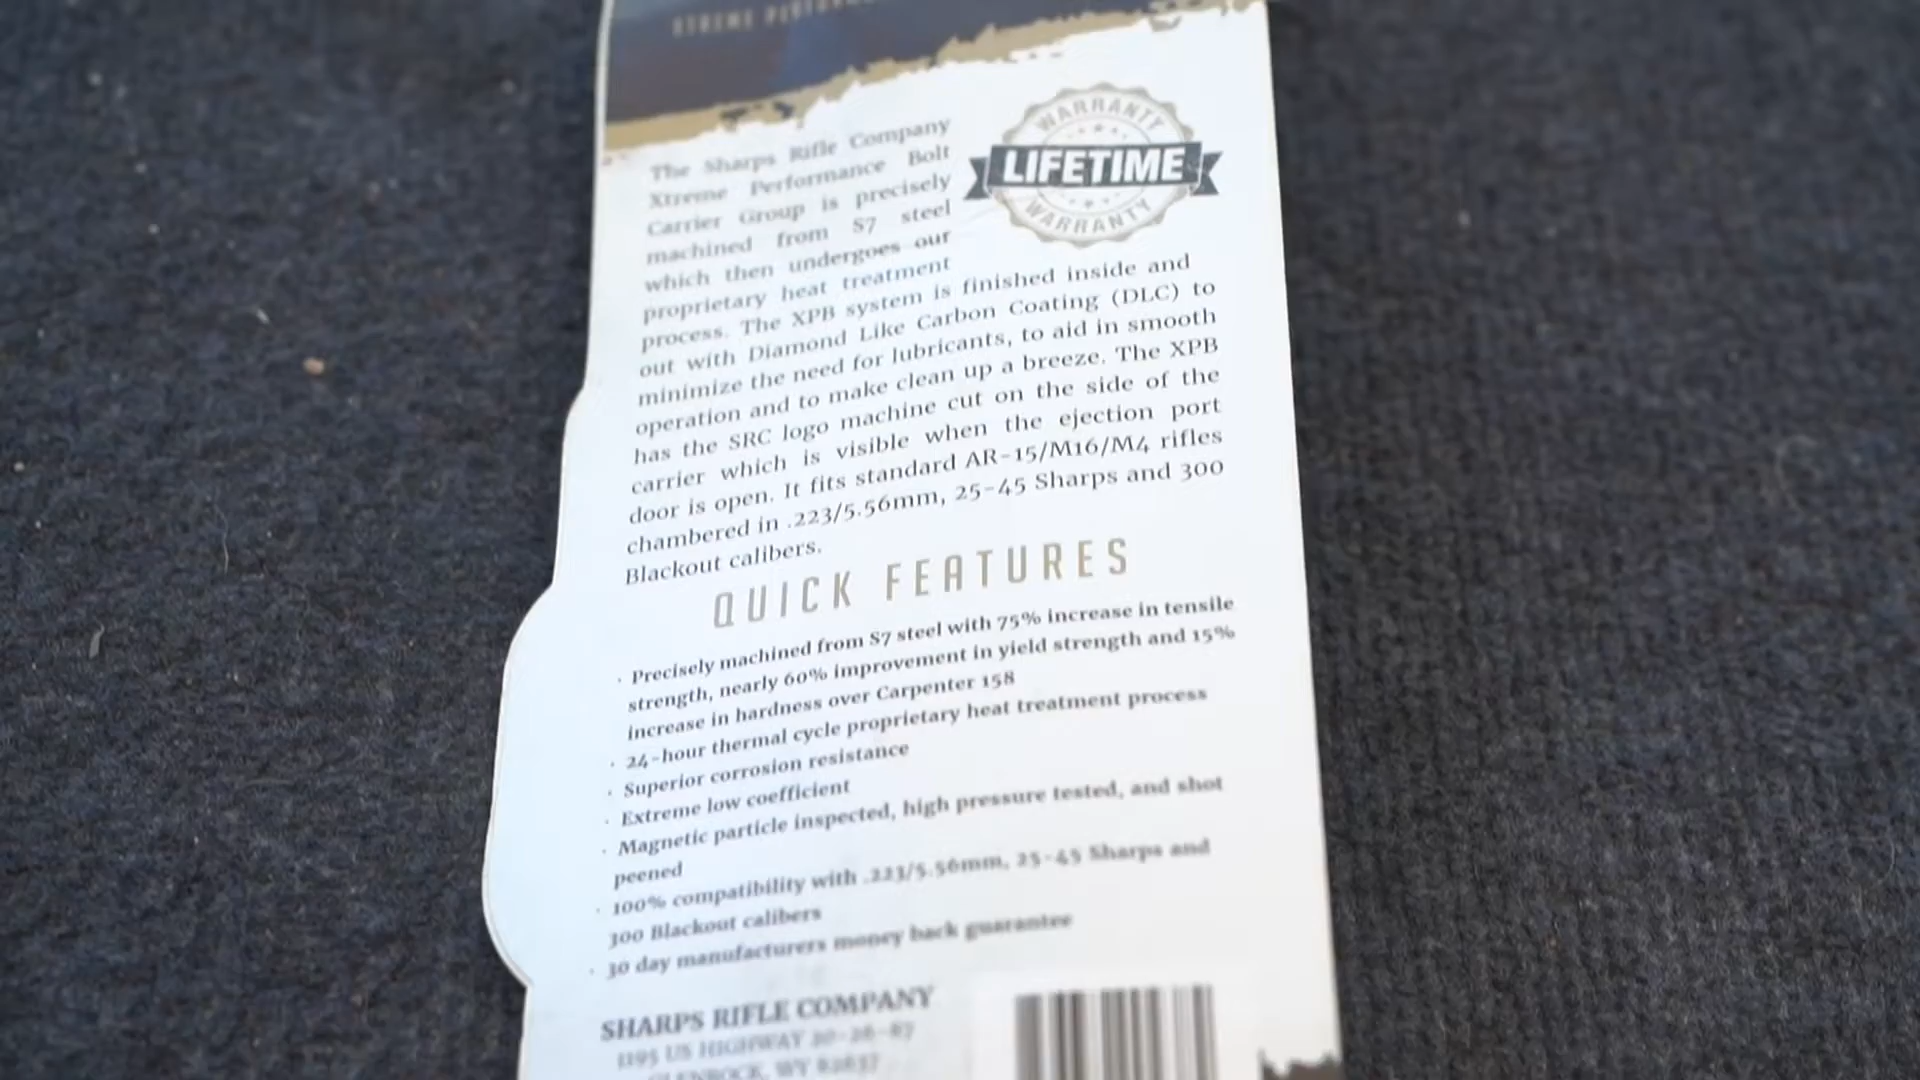 XTREME
WARRANTY
LIFETIME
WARRANTY
The Sharps Rifle Company
Xtreme Performance Bolt
Carrier Group is precisely
machined from S7 steel
which then undergoes our
proprietary heat treatment
process. The XPB system is finished inside and
out with Diamond Like Carbon Coating (DLC) to
minimize the need for lubricants, to aid in smooth
operation and to make clean up a breeze. The XPB
has the SRC logo machine cut on the side of the
carrier which is visible when the ejection port
door is open. It fits standard AR-15/M16/M4 rifles
chambered in .223/5.56mm, 25-45 Sharps and 300
Blackout calibers.
QUICK FEATURES
· Precisely machined from S7 steel with 75% increase in tensile
strength, nearly 60% improvement in yield strength and 15%
increase in hardness over Carpenter 158
· 24-hour thermal cycle proprietary heat treatment process
· Superior corrosion resistance
· Extreme low coefficient
· Magnetic particle inspected, high pressure tested, and shot
peened
· 100% compatibility with .223/5.56mm, 25-45 Sharps and
300 Blackout calibers
· 30 day manufacturers money back guarantee
SHARPS RIFLE COMPANY
1195 US HIGHWAY 20-26-87
GLENROCK, WY 82637